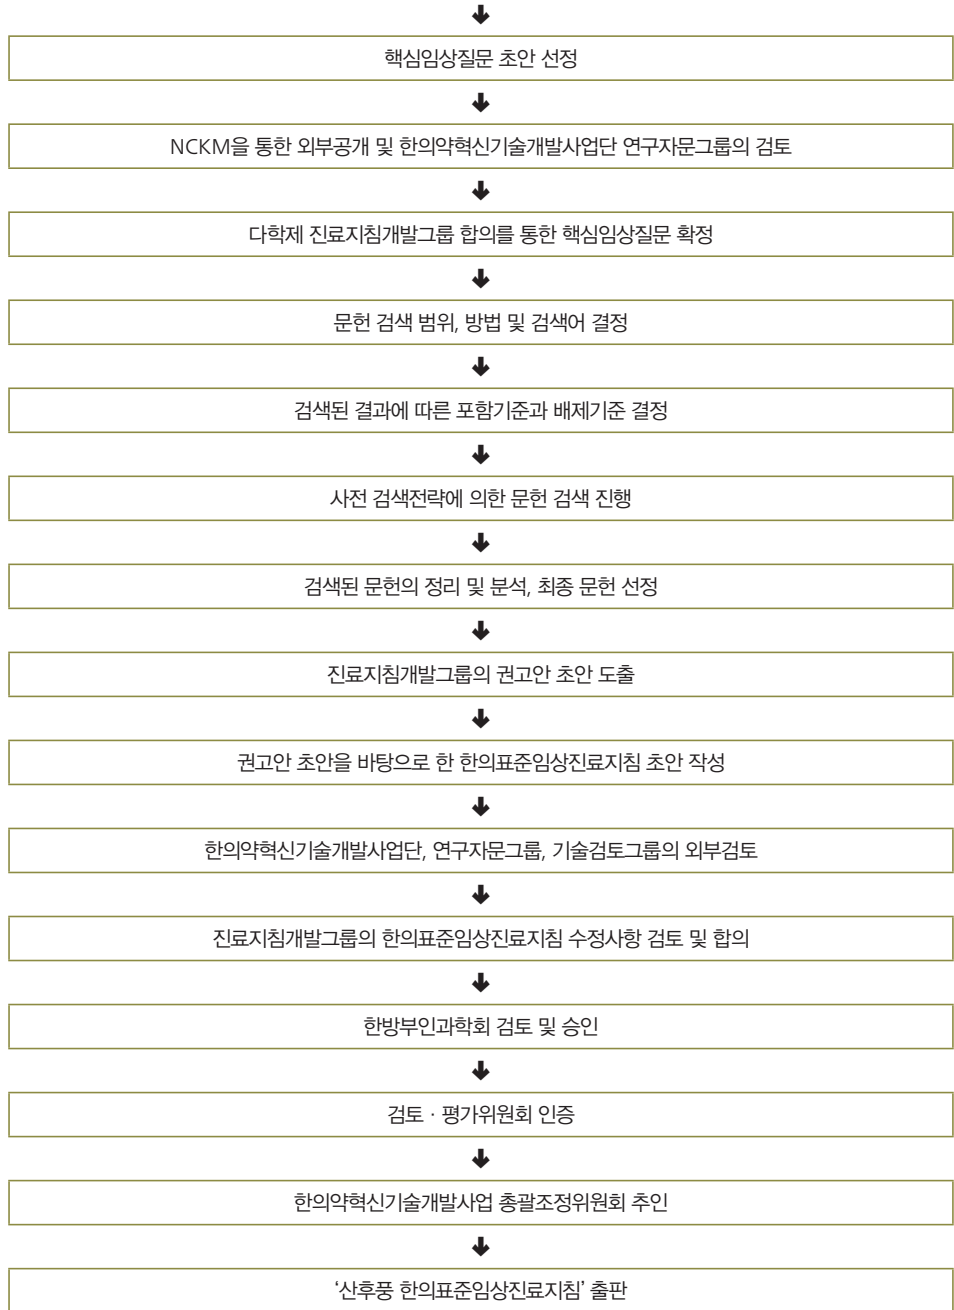 핵심임상질문 초안 선정
NCKM을 통한 외부공개 및 한의약혁신기술개발사업단 연구자문그룹의 검토
다학제 진료지침개발그룹 합의를 통한 핵심임상질문 확정
문헌 검색 범위, 방법 및 검색어 결정
검색된 결과에 따른 포함기준과 배제기준 결정
사전 검색전략에 의한 문헌 검색 진행
검색된 문헌의 정리 및 분석, 최종 문헌 선정
진료지침개발그룹의 권고안 초안 도출
권고안 초안을 바탕으로 한 한의표준임상진료지침 초안 작성
한의약혁신기술개발사업단, 연구자문그룹, 기술검토그룹의 외부검토
진료지침개발그룹의 한의표준임상진료지침 수정사항 검토 및 합의
한방부인과학회 검토 및 승인
검토 · 평가위원회 인증
한의약혁신기술개발사업 총괄조정위원회 추인
‘산후풍 한의표준임상진료지침’ 출판